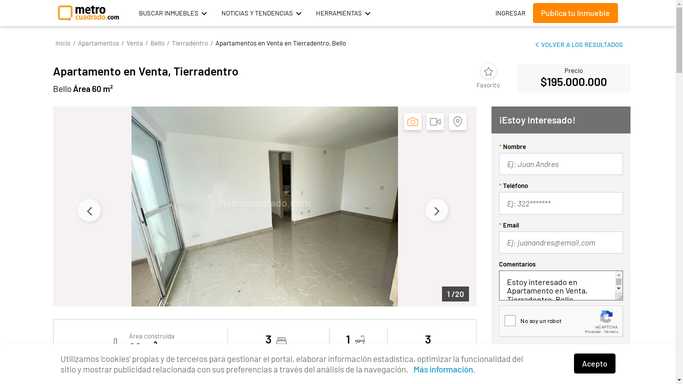 metro
cuadrado.com
BUSCAR INMUEBLES
NOTICIAS Y TENDENCIAS
HERRAMIENTAS
INGRESAR
Publica tu inmueble
Inicio / Apartamentos / Venta / Bello / Tierradentro / Apartamentos en Venta en Tierradentro, Bello
VOLVER A LOS RESULTADOS
Apartamento en Venta, Tierradentro
Bello Área 60 m²
Favorito
Precio
$195.000.000
metrocuadrado.com
1 /20
¡Estoy Interesado!
* Nombre
Ej: Juan Andres
* Teléfono
Ej: 322*******
* Email
Ej: juanandres@email.com
Comentarios
Estoy interesado en
Apartamento en Venta,
Tierradentro, Bello
No soy un robot
reCAPTCHA
Privacidad - Términos
Área construida
3
1
3
Utilizamos 'cookies' propias y de terceros para gestionar el portal, elaborar información estadística, optimizar la funcionalidad del
sitio y mostrar publicidad relacionada con sus preferencias a través del análisis de la navegación. Más información.
Acepto